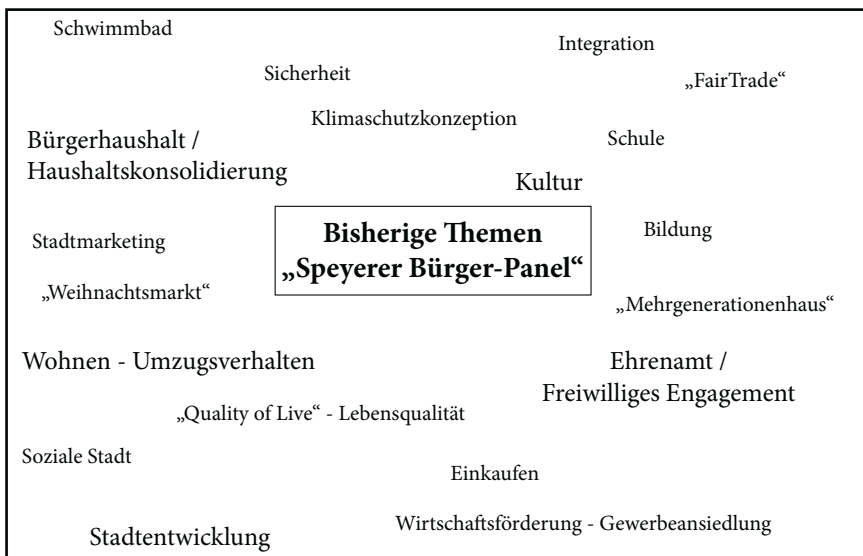 Schwimmbad
Integration
Sicherheit
„FairTrade“
Klimaschutzkonzeption
Bürgerhaushalt /
Haushaltskonsolidierung
Schule
Kultur
Bisherige Themen
„Speyerer Bürger-Panel“
Stadtmarketing
Bildung
„Weihnachtsmarkt“
„Mehrgenerationenhaus“
Wohnen - Umzugsverhalten
Ehrenamt /
Freiwilliges Engagement
„Quality of Live“ - Lebensqualität
Soziale Stadt
Einkaufen
Wirtschaftsförderung - Gewerbeansiedlung
Stadtentwicklung